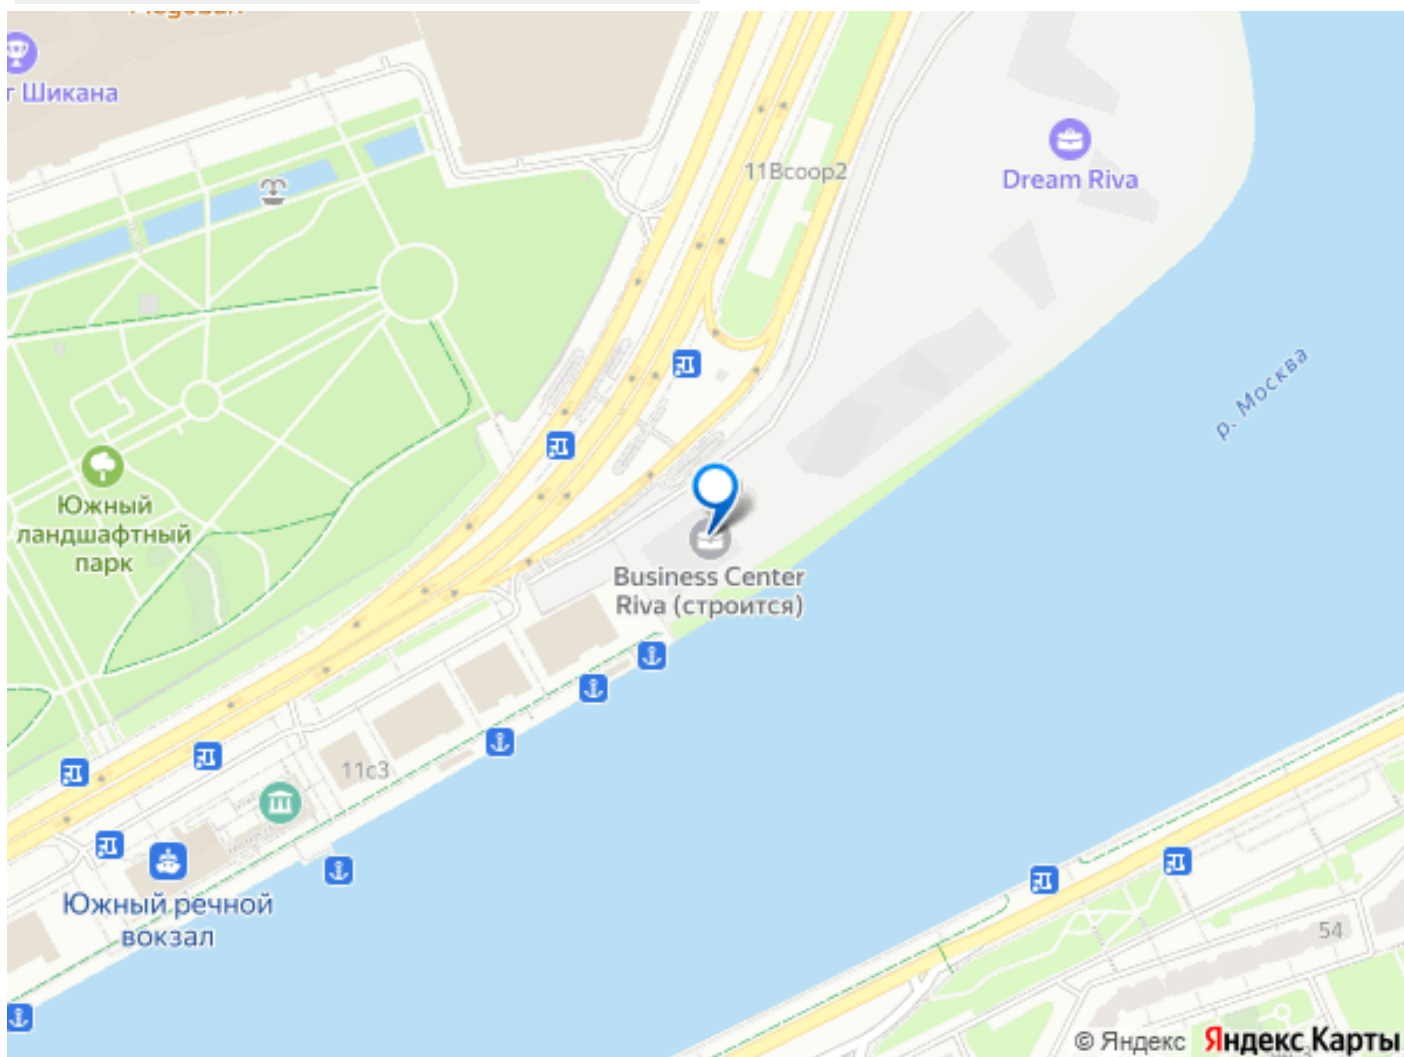 г Шикана
11Всоор2
Dream Riva
р. Москва
Южный
ландшафтный
парк
Business Center
Riva (строится)
11с3
Южный речной
вокзал
54
© Яндекс Яндекс Карты